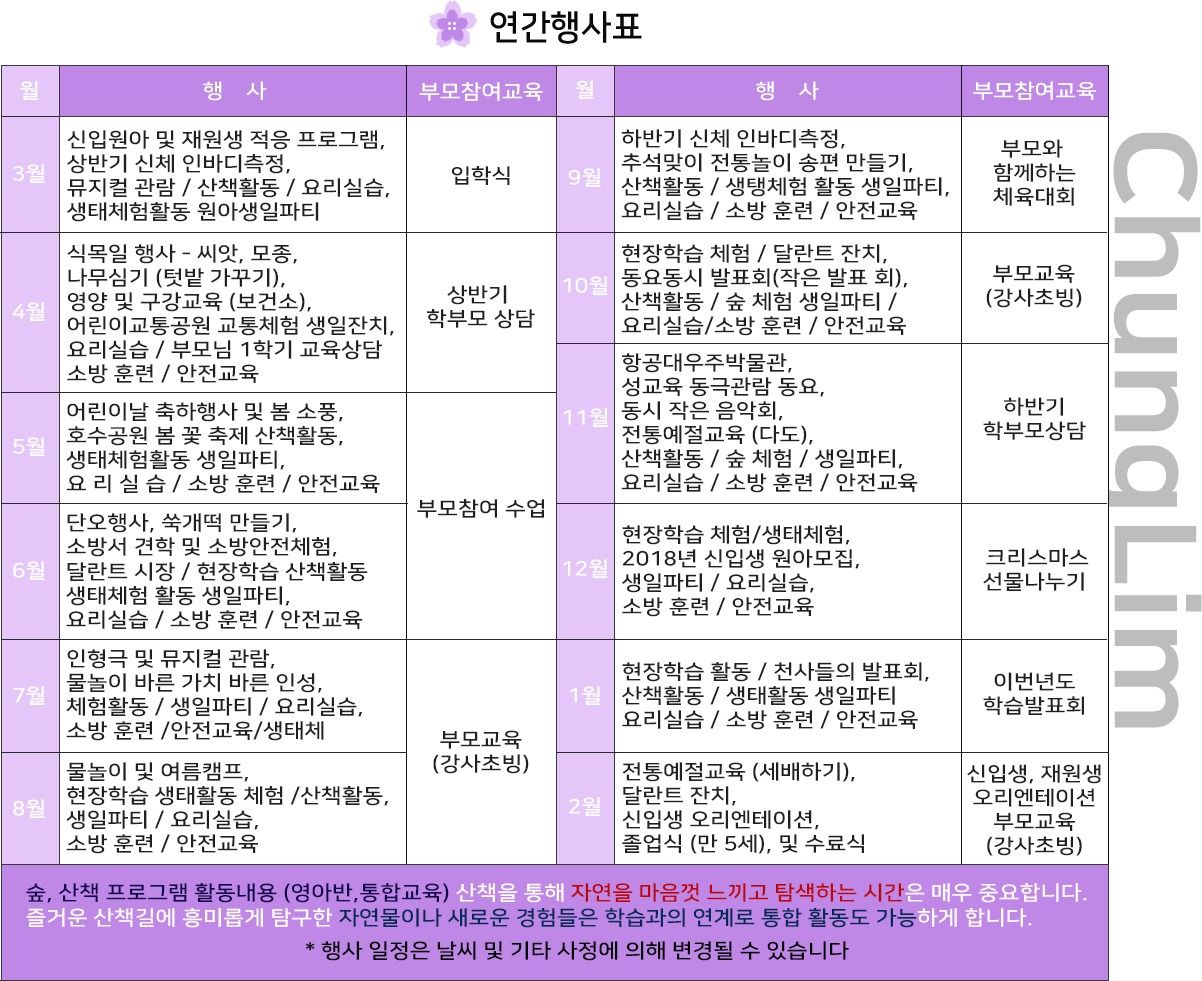 연간행사표
월
행 사
부모참여교육
월
행 사
부모참여교육
3월
신입원아 및 재원생 적응 프로그램,
상반기 신체 인바디측정,
뮤지컬 관람 / 산책활동 / 요리실습,
생태체험활동 원아생일파티
입학식
4월
식목일 행사 - 씨앗, 모종,
나무심기 (텃밭 가꾸기),
영양 및 구강교육 (보건소),
어린이교통공원 교통체험 생일잔치,
요리실습 / 부모님 1학기 교육상담
소방 훈련 / 안전교육
상반기
학부모 상담
5월
어린이날 축하행사 및 봄 소풍,
호수공원 봄 꽃 축제 산책활동,
생태체험활동 생일파티,
요 리 실 습 / 소방 훈련 / 안전교육
부모참여 수업
6월
단오행사, 쑥개떡 만들기,
소방서 견학 및 소방안전체험,
달란트 시장 / 현장학습 산책활동
생태체험 활동 생일파티,
요리실습 / 소방 훈련 / 안전교육
7월
인형극 및 뮤지컬 관람,
물놀이 바른 가치 바른 인성,
체험활동 / 생일파티 / 요리실습,
소방 훈련 /안전교육/생태체
부모교육
(강사초빙)
8월
물놀이 및 여름캠프,
현장학습 생태활동 체험 /산책활동,
생일파티 / 요리실습,
소방 훈련 / 안전교육
9월
하반기 신체 인바디측정,
추석맞이 전통놀이 송편 만들기,
산책활동 / 생탱체험 활동 생일파티,
요리실습 / 소방 훈련 / 안전교육
부모와
함께하는
체육대회
10월
현장학습 체험 / 달란트 잔치,
동요동시 발표회(작은 발표 회),
산책활동 / 숲 체험 생일파티 /
요리실습/소방 훈련 / 안전교육
부모교육
(강사초빙)
11월
항공대우주박물관,
성교육 동극관람 동요,
동시 작은 음악회,
전통예절교육 (다도),
산책활동 / 숲 체험 / 생일파티,
요리실습 / 소방 훈련 / 안전교육
하반기
학부모상담
12월
현장학습 체험/생태체험,
2018년 신입생 원아모집,
생일파티 / 요리실습,
소방 훈련 / 안전교육
크리스마스
선물나누기
1월
현장학습 활동 / 천사들의 발표회,
산책활동 / 생태활동 생일파티
요리실습 / 소방 훈련 / 안전교육
이번년도
학습발표회
2월
전통예절교육 (세배하기),
달란트 잔치,
신입생 오리엔테이션,
졸업식 (만 5세), 및 수료식
신입생, 재원생
오리엔테이션
부모교육
(강사초빙)
숲, 산책 프로그램 활동내용 (영아반,통합교육) 산책을 통해 자연을 마음껏 느끼고 탐색하는 시간은 매우 중요합니다.
즐거운 산책길에 흥미롭게 탐구한 자연물이나 새로운 경험들은 학습과의 연계로 통합 활동도 가능하게 합니다.
* 행사 일정은 날씨 및 기타 사정에 의해 변경될 수 있습니다
ChungLim